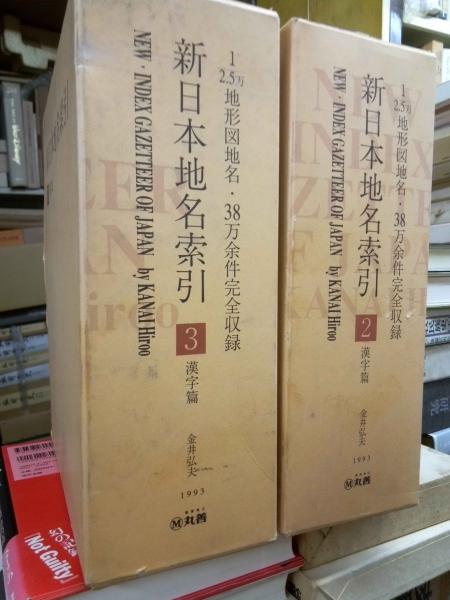 1
2.5万 地形図地名・38万余件完全収録
新日本地名索引
NEW・INDEX GAZETTEER OF JAPAN by KANAI Hiroo
3
漢字篇
金井弘夫
1993
丸善
1
2.5万 地形図地名・38万余件完全収録
新日本地名索引
NEW・INDEX GAZETTEER OF JAPAN by KANAI Hiroo
2
漢字篇
金井弘夫
1993
丸善
Not Guilty